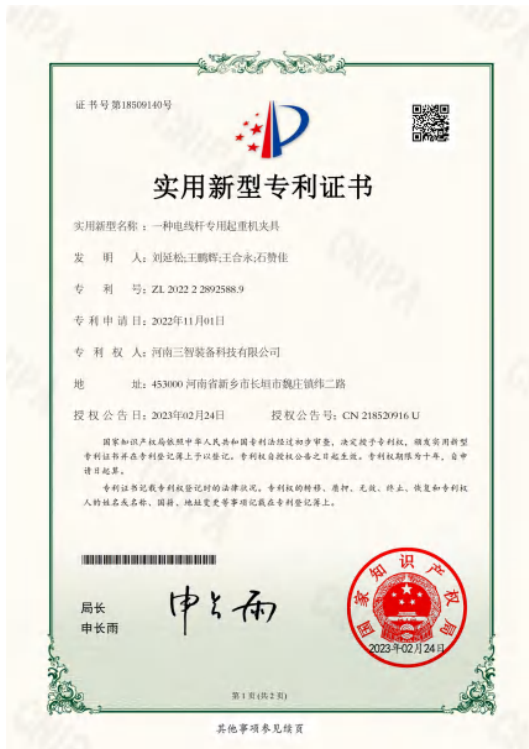 证书号第18509140号
实用新型专利证书
实用新型名称：一种电线杆专用起重机夹具
发明人：刘延松;王鹏辉;王合永;石赞佳
专利号：ZL 2022 2 2892588.9
专利申请日：2022年11月01日
专利权人：河南三智装备科技有限公司
地址：453000 河南省新乡市长垣市魏庄镇纬二路
授权公告日：2023年02月24日 授权公告号：CN 218520916 U
国家知识产权局依照中华人民共和国专利法经过初步审查，决定授予专利权，颁发实用新型
专利证书并在专利登记簿上予以登记。专利权自授权公告之日起生效。专利权期限为十年，自申
请日起算。
专利证书记载专利权登记时的法律状况。专利权的转移、质押、无效、终止、恢复和专利权
人的姓名或名称、国籍、地址变更等事项记载在专利登记簿上。
局长
申长雨
申长雨
国家知识产权局
2023年02月24日
第 1 页 (共 2 页)
其他事项参见续页
CNIPA